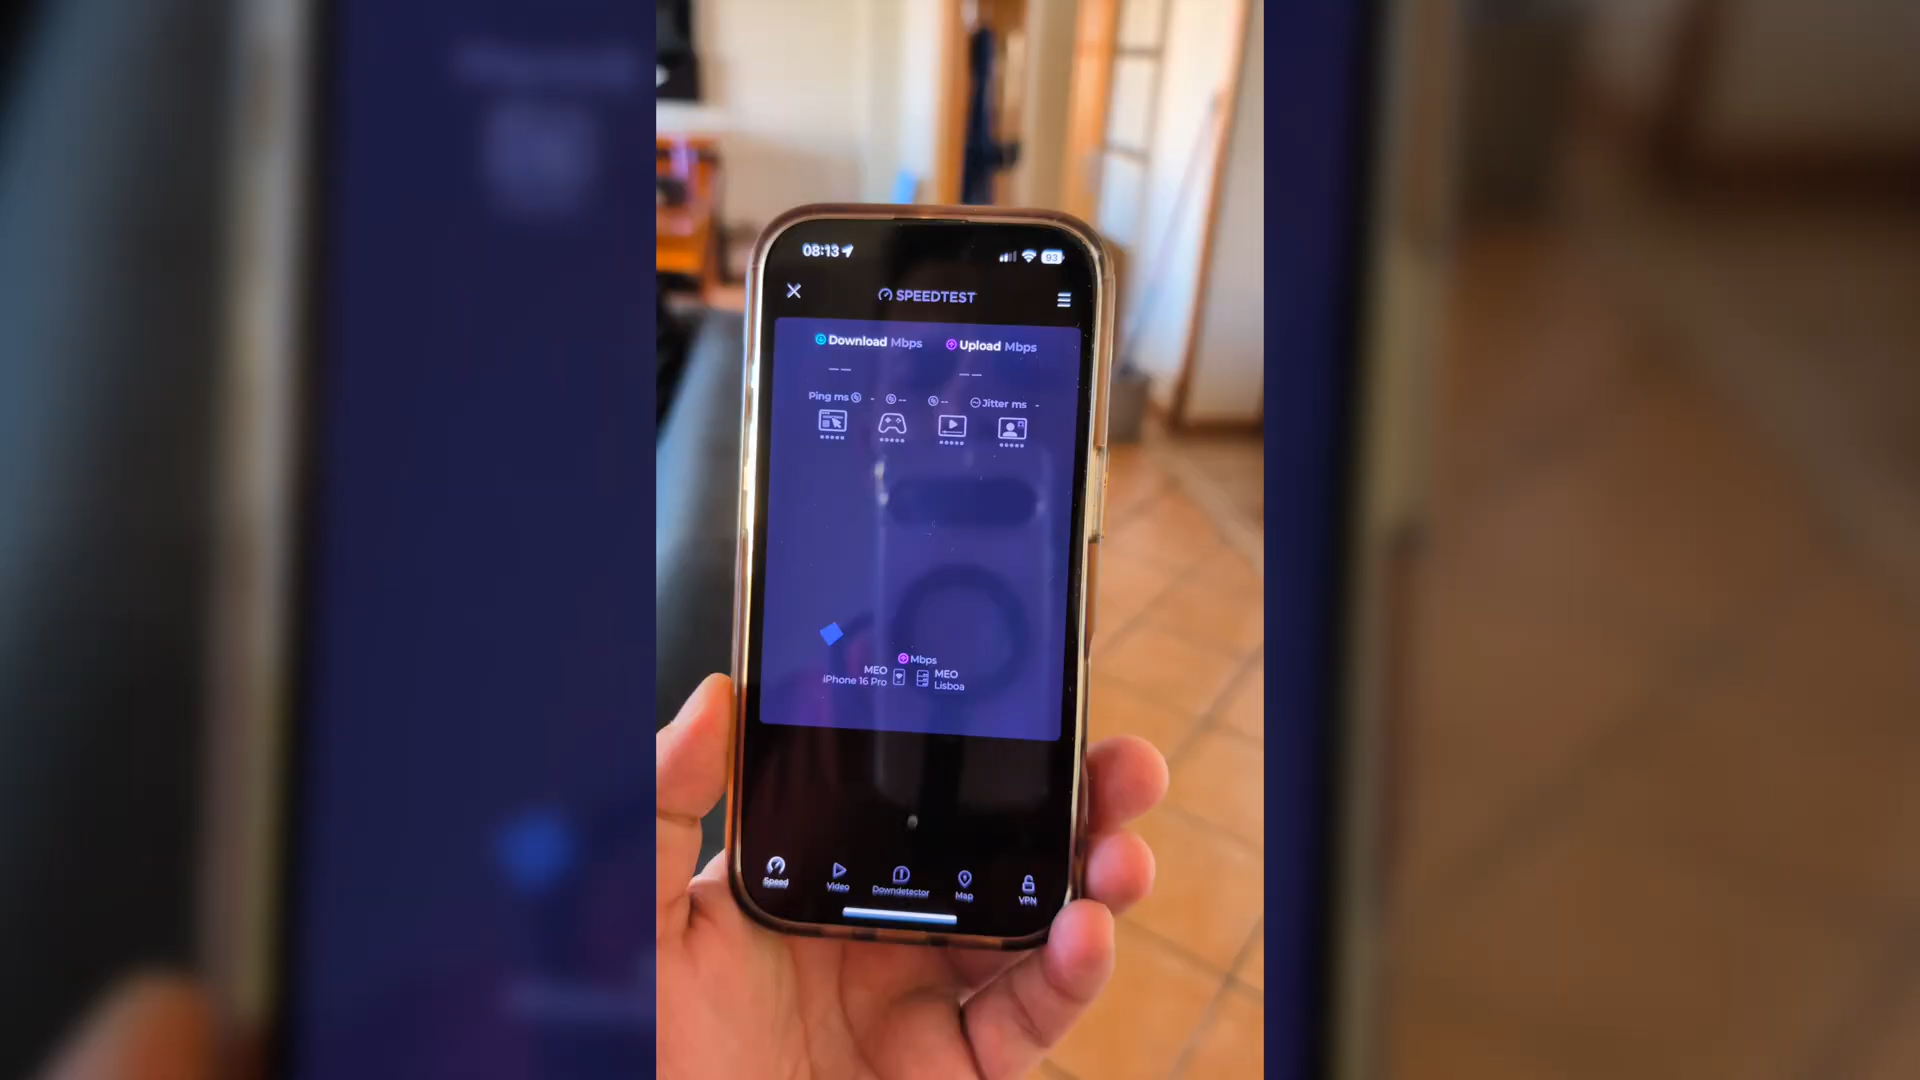 08:13
93
SPEEDTEST
Download Mbps Upload Mbps
— — — —
Ping ms - -- -- Jitter ms -
Mbps
MEO MEO
iPhone 16 Pro Lisboa
Speed Video Downdetector Map VPN